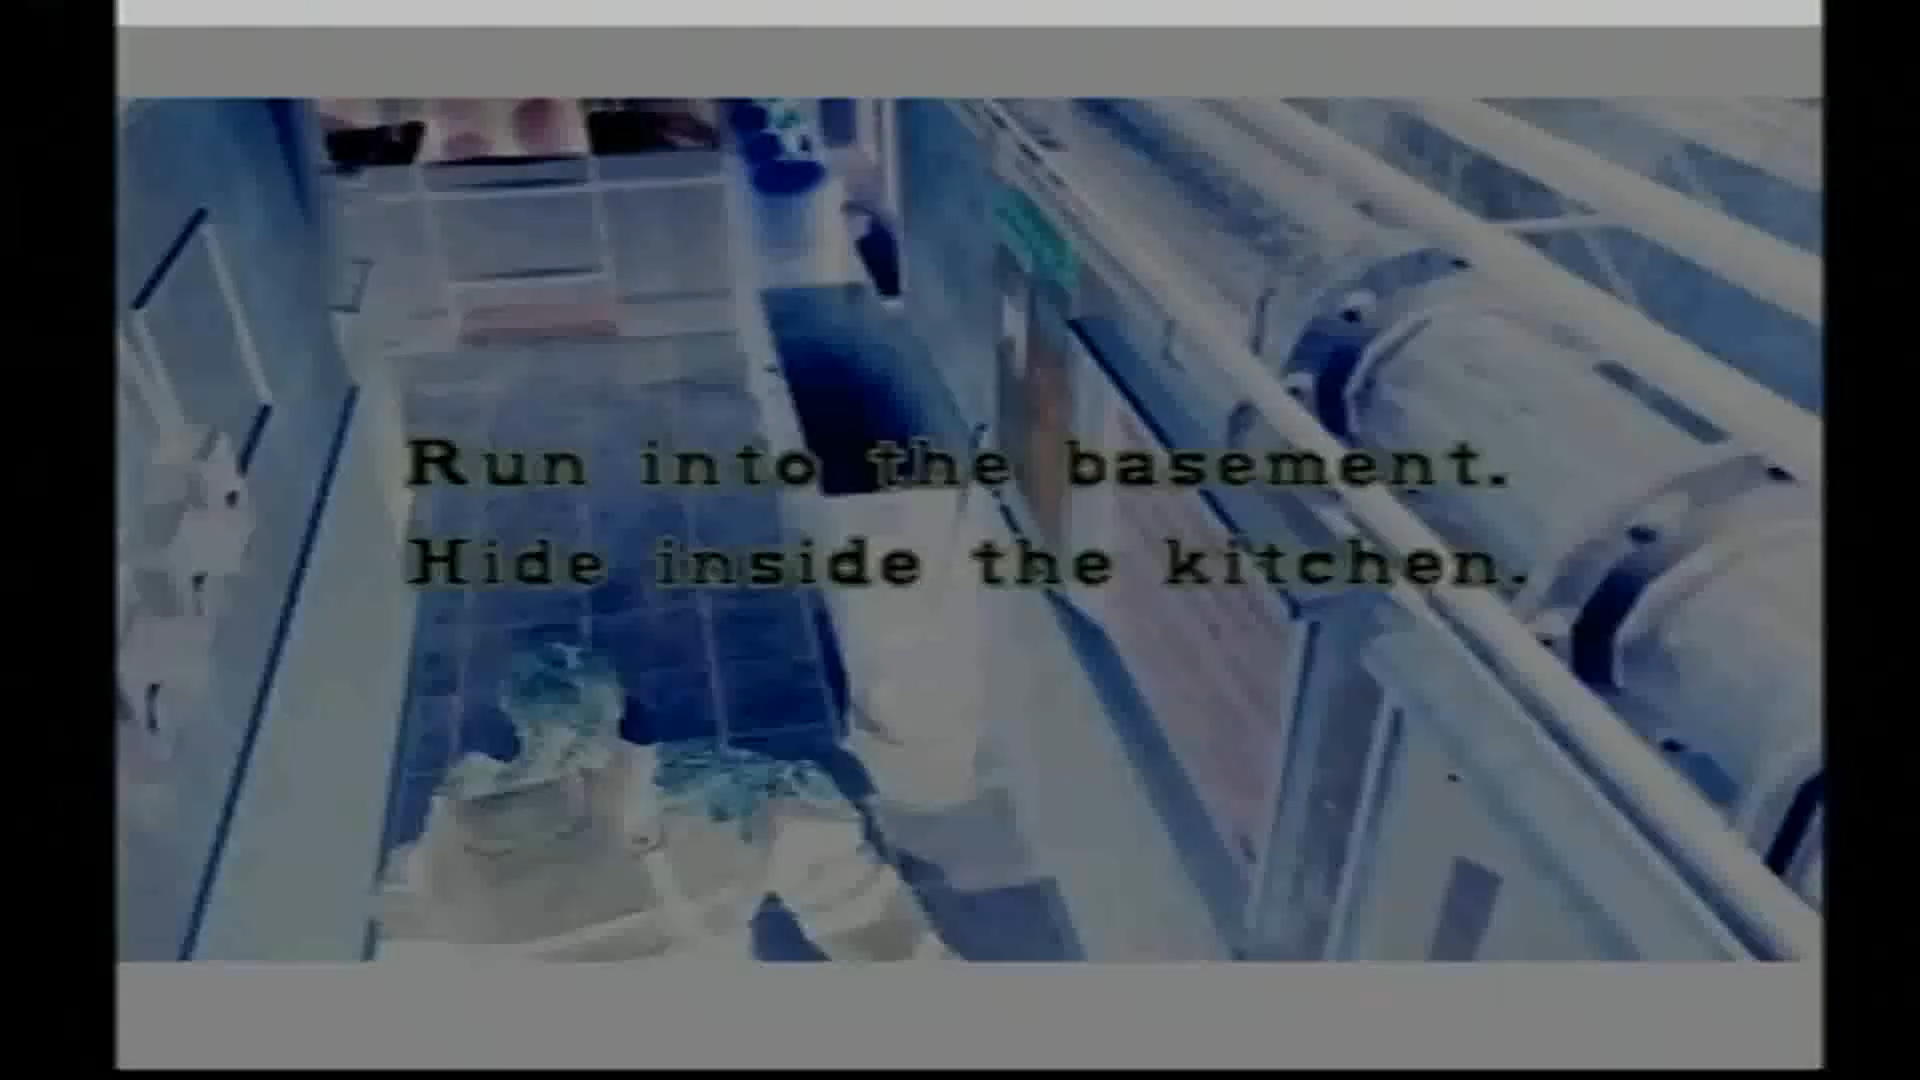 Run into the basement.
Hide inside the kitchen.